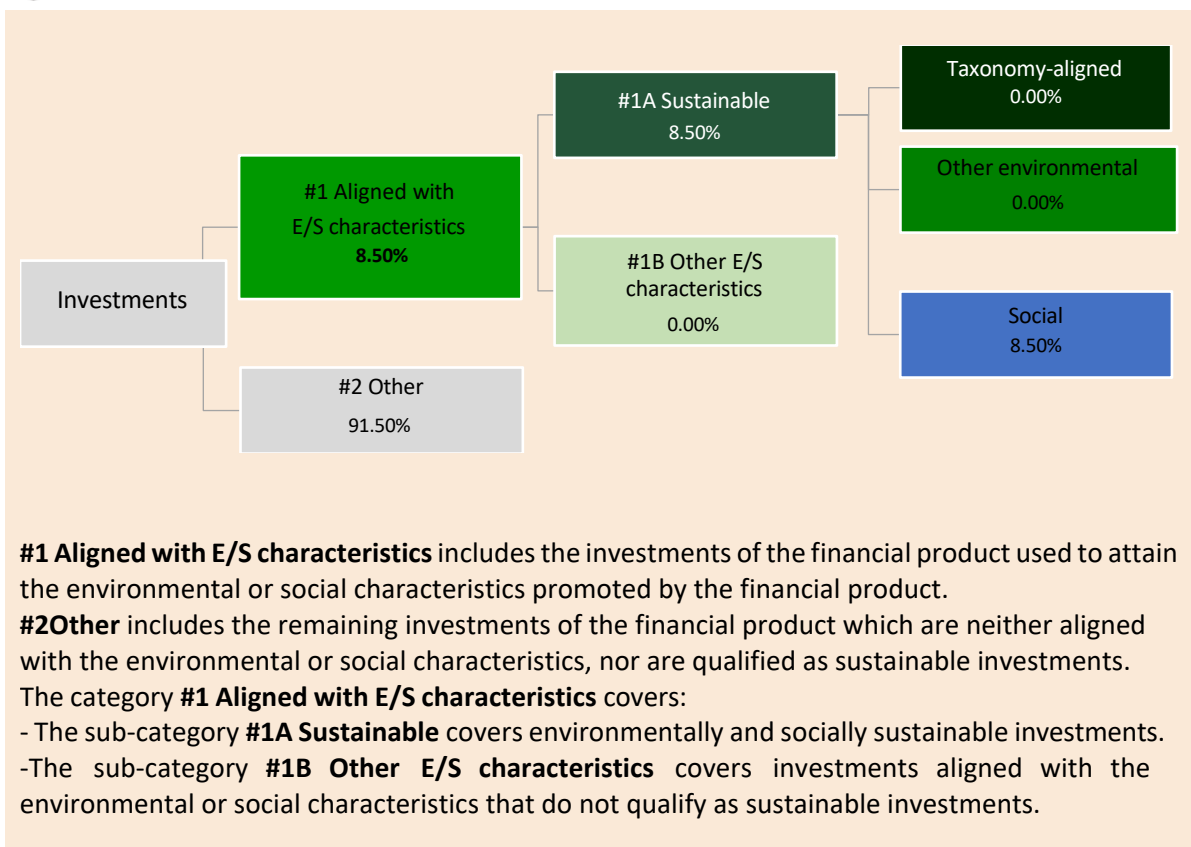 Investments
#1 Aligned with
E/S characteristics
8.50%
#2 Other
91.50%
#1A Sustainable
8.50%
#1B Other E/S
characteristics
0.00%
Taxonomy-aligned
0.00%
Other environmental
0.00%
Social
8.50%
#1 Aligned with E/S characteristics includes the investments of the financial product used to attain
the environmental or social characteristics promoted by the financial product.
#2Other includes the remaining investments of the financial product which are neither aligned
with the environmental or social characteristics, nor are qualified as sustainable investments.
The category #1 Aligned with E/S characteristics covers:
- The sub-category #1A Sustainable covers environmentally and socially sustainable investments.
-The sub-category #1B Other E/S characteristics covers investments aligned with the
environmental or social characteristics that do not qualify as sustainable investments.